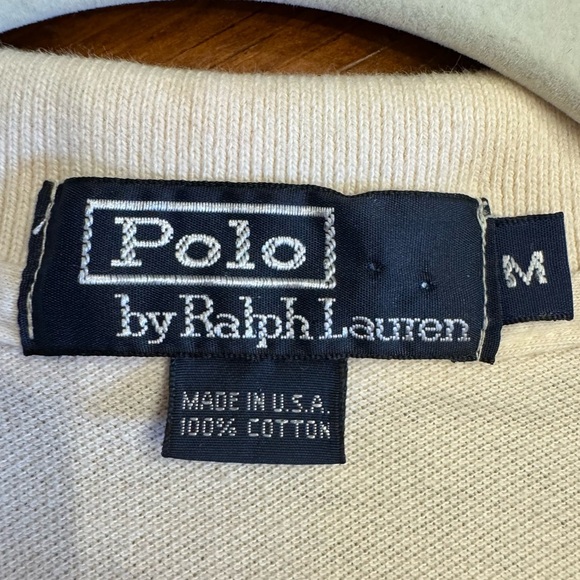 Polo
by Ralph Lauren
M
MADE IN U.S.A.
100% COTTON